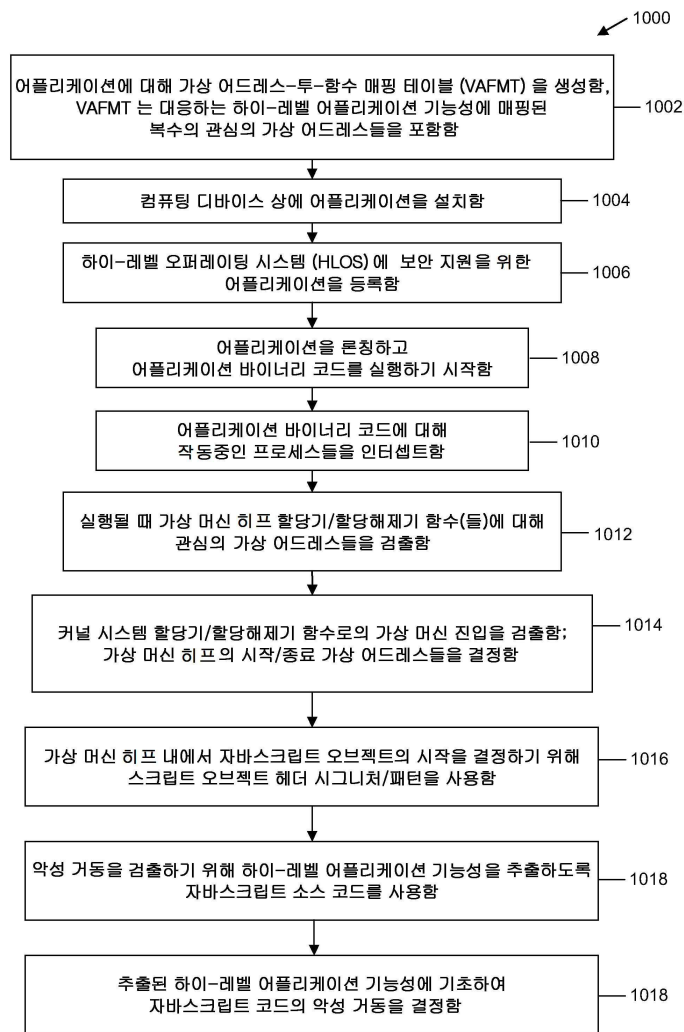 1000
어플리케이션에 대해 가상 어드레스-투-함수 매핑 테이블 (VAFMT) 을 생성함,
VAFMT 는 대응하는 하이-레벨 어플리케이션 기능성에 매핑된
복수의 관심의 가상 어드레스들을 포함함
1002
컴퓨팅 디바이스 상에 어플리케이션을 설치함
1004
하이-레벨 오퍼레이팅 시스템 (HLOS) 에 보안 지원을 위한
어플리케이션을 등록함
1006
어플리케이션을 론칭하고
어플리케이션 바이너리 코드를 실행하기 시작함
1008
어플리케이션 바이너리 코드에 대해
작동중인 프로세스들을 인터셉트함
1010
실행될 때 가상 머신 히프 할당기/할당해제기 함수(들)에 대해
관심의 가상 어드레스들을 검출함
1012
커널 시스템 할당기/할당해제기 함수로의 가상 머신 진입을 검출함;
가상 머신 히프의 시작/종료 가상 어드레스들을 결정함
1014
가상 머신 히프 내에서 자바스크립트 오브젝트의 시작을 결정하기 위해
스크립트 오브젝트 헤더 시그니처/패턴을 사용함
1016
악성 거동을 검출하기 위해 하이-레벨 어플리케이션 기능성을 추출하도록
자바스크립트 소스 코드를 사용함
1018
추출된 하이-레벨 어플리케이션 기능성에 기초하여
자바스크립트 코드의 악성 거동을 결정함
1018